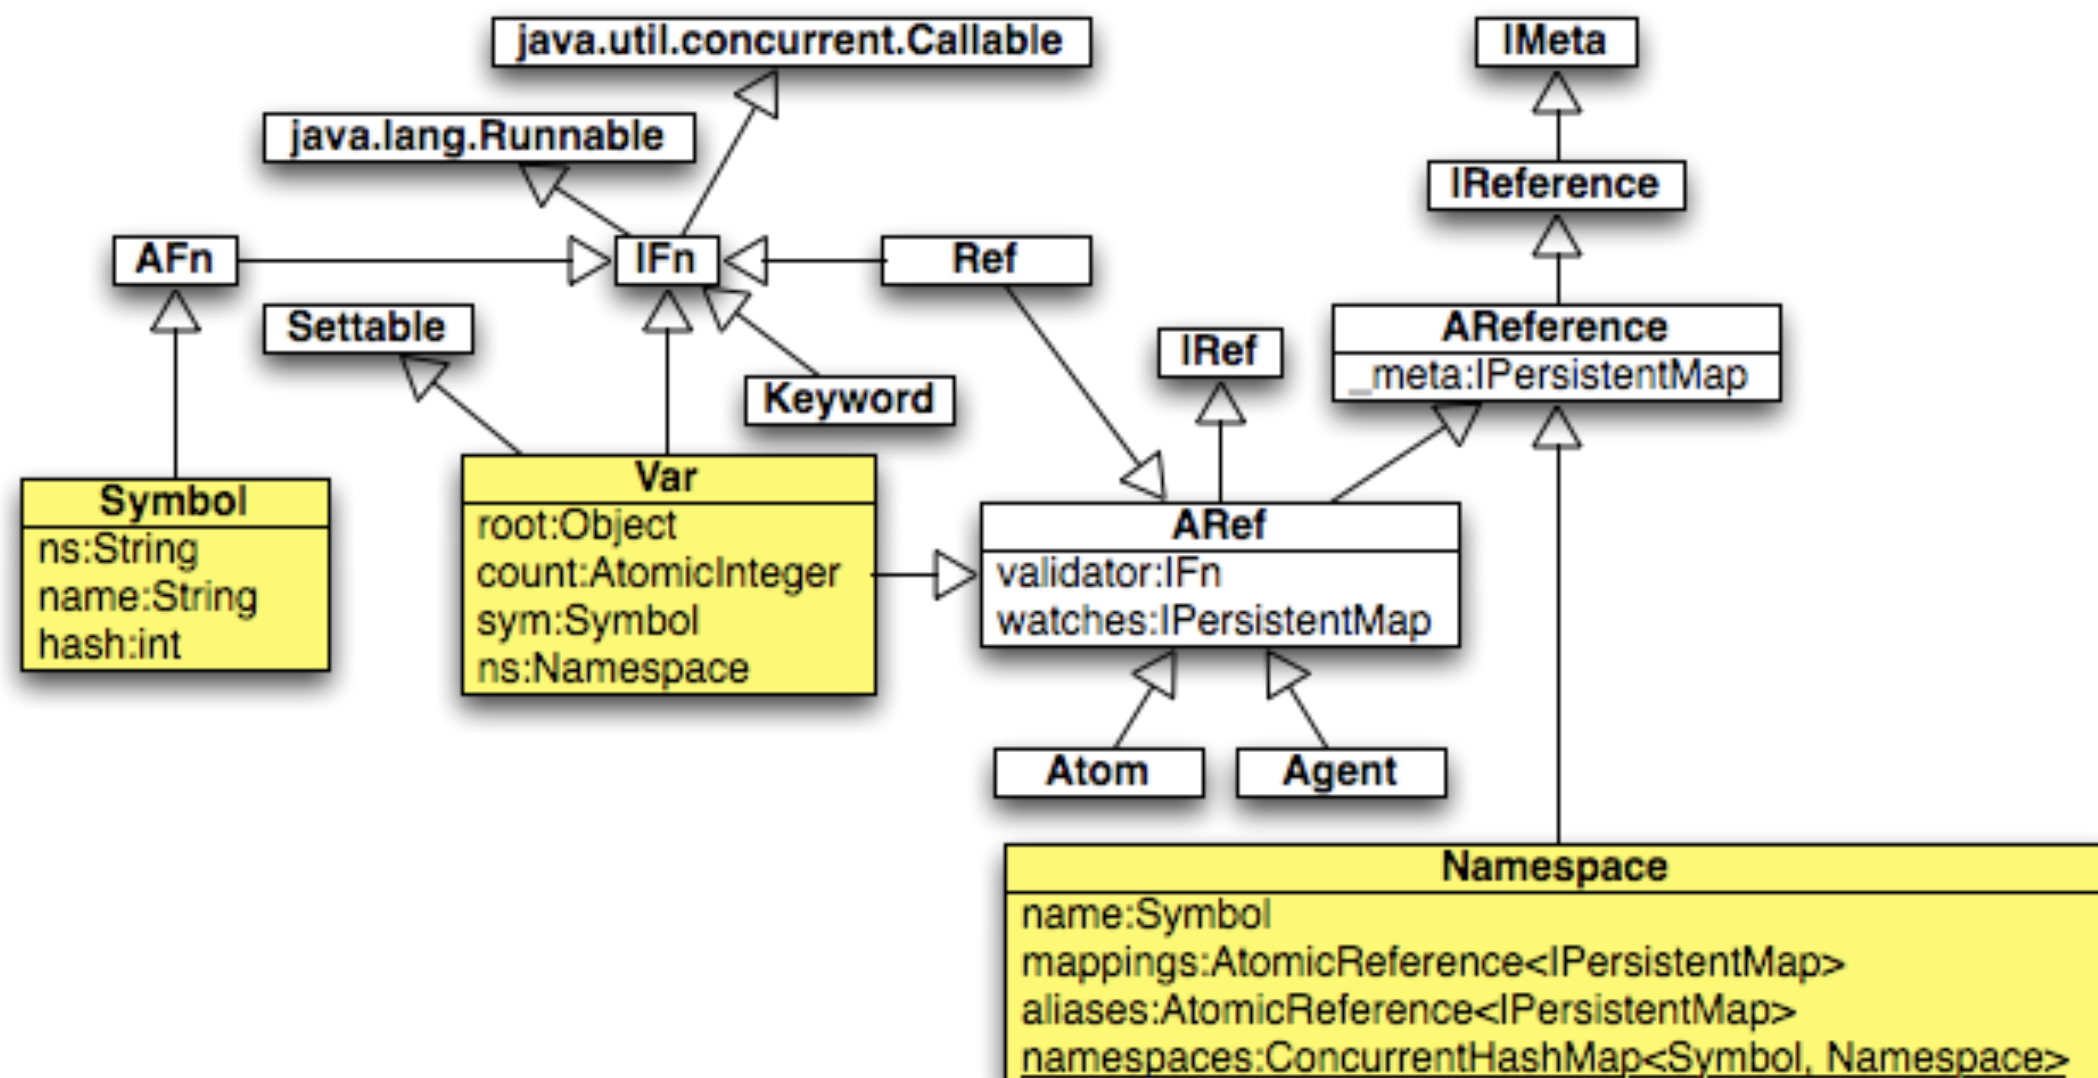 java.util.concurrent.Callable
IMeta
java.lang.Runnable
IReference
AFn
IFn
Ref
Settable
IRef
AReference
_meta:IPersistentMap
Keyword
Symbol
ns:String
name:String
hash:int
Var
root:Object
count:AtomicInteger
sym:Symbol
ns:Namespace
ARef
validator:IFn
watches:IPersistentMap
Atom
Agent
Namespace
name:Symbol
mappings:AtomicReference<IPersistentMap>
aliases:AtomicReference<IPersistentMap>
namespaces:ConcurrentHashMap<Symbol, Namespace>